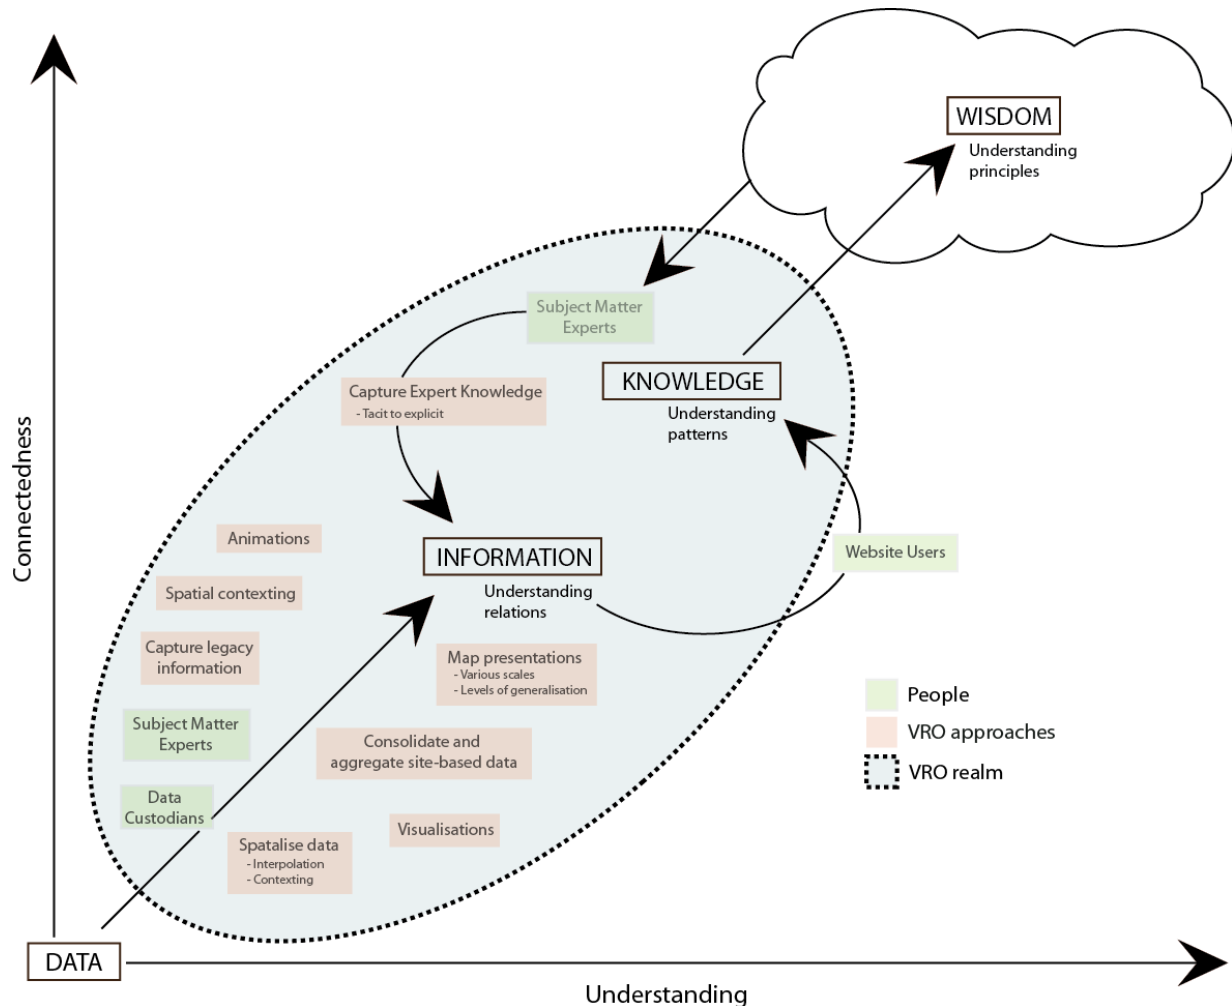 WISDOM
Understanding
principles
Subject Matter
Experts
KNOWLEDGE
Understanding
patterns
Capture Expert Knowledge
- Tacit to explicit
Connectedness
Animations
INFORMATION
Understanding
relations
Website Users
Spatial contexting
Capture legacy
information
Map presentations
- Various scales
- Levels of generalisation
Subject Matter
Experts
Consolidate and
aggregate site-based data
People
VRO approaches
VRO realm
Data
Custodians
Visualisations
Spatalise data
- Interpolation
- Contexting
DATA
Understanding